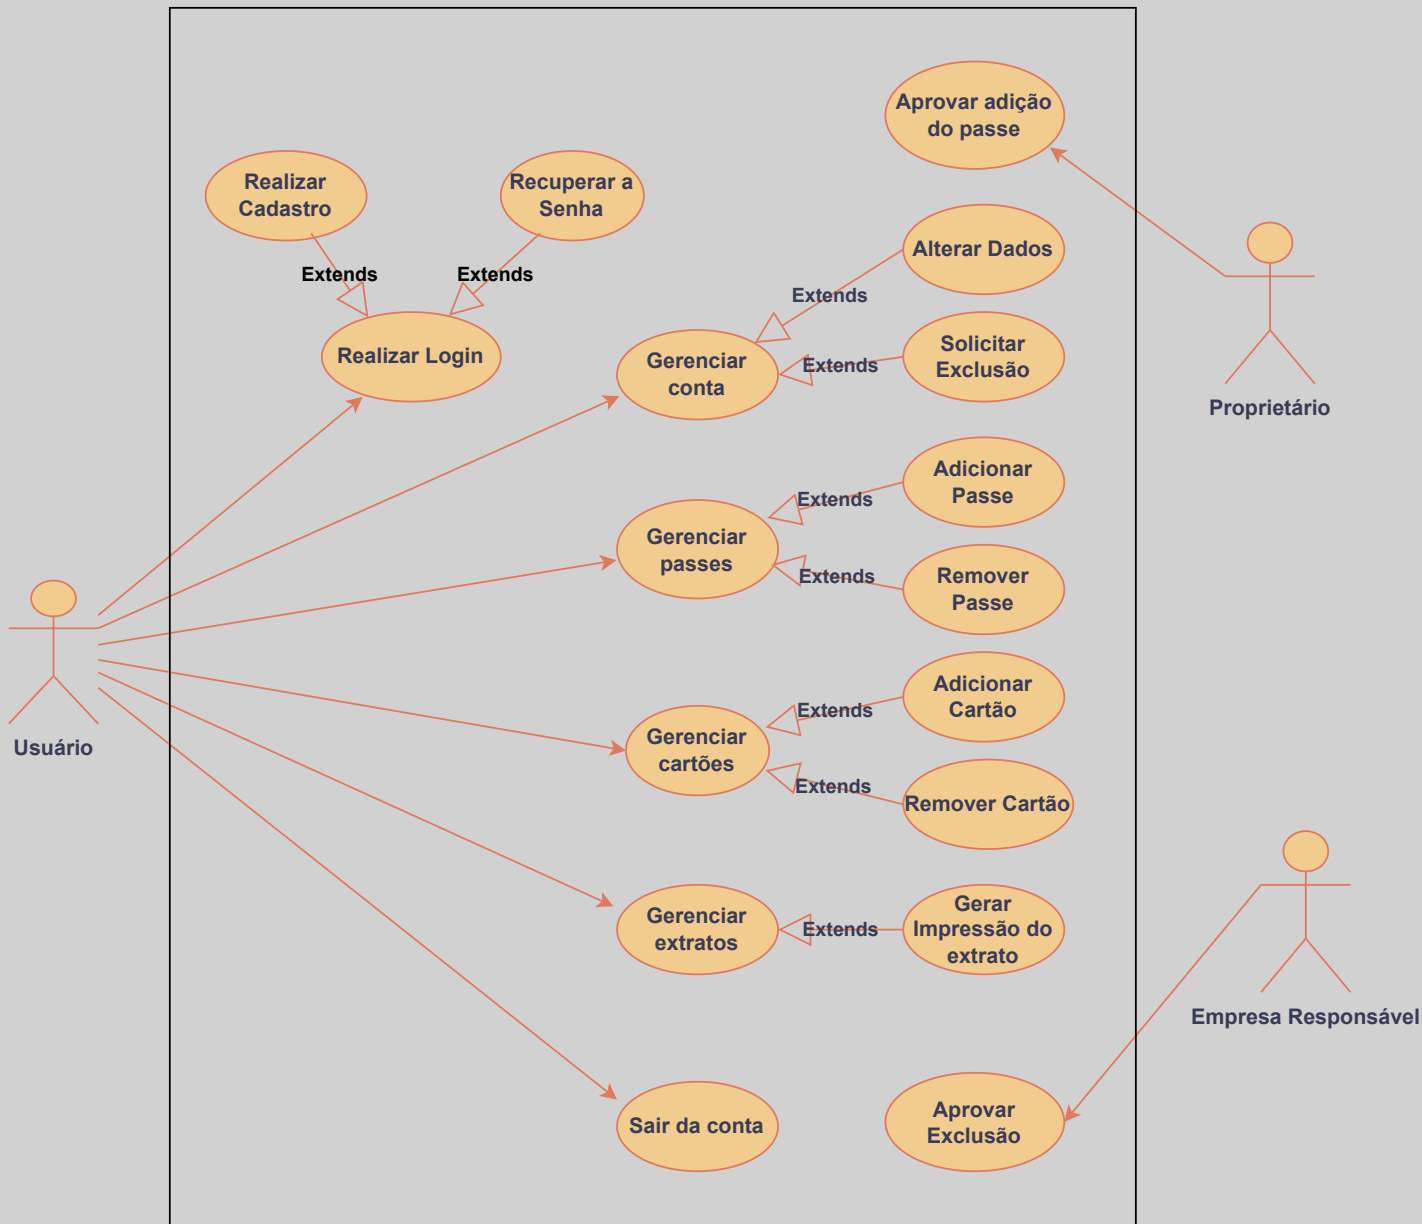 Aprovar adição
do passe
Realizar
Cadastro
Recuperar a
Senha
Extends
Extends
Realizar Login
Alterar Dados
Extends
Solicitar
Exclusão
Extends
Gerenciar
conta
Proprietário
Adicionar
Passe
Extends
Gerenciar
passes
Extends
Remover
Passe
Usuário
Adicionar
Cartão
Extends
Gerenciar
cartões
Extends
Remover Cartão
Gerenciar
extratos
Extends
Gerar
Impressão do
extrato
Empresa Responsável
Sair da conta
Aprovar
Exclusão